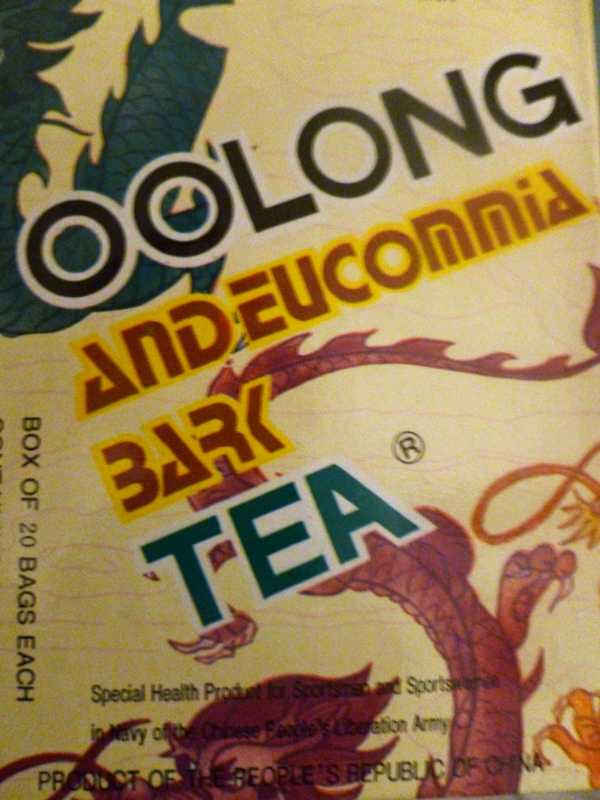 OOLONG
AND EUCOMMIA
BARK
TEA ®
BOX OF 20 BAGS EACH
Special Health Product for Sportsman and Sportswoman
in Navy of the Chinese People's Liberation Army
PRODUCT OF THE PEOPLE'S REPUBLIC OF CHINA